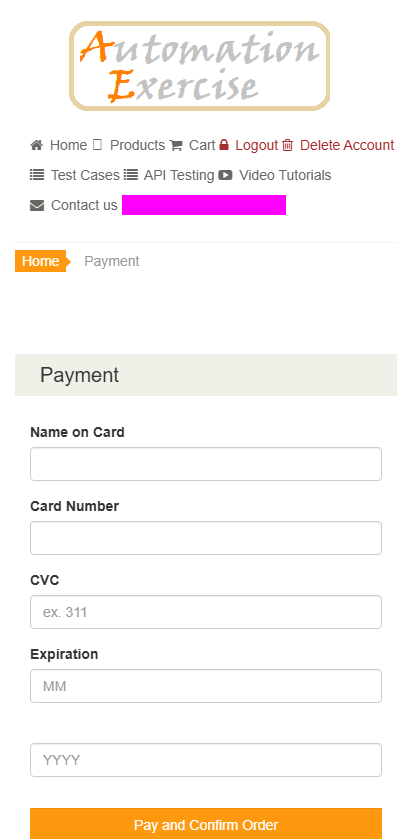 Automation
Exercise
Home Products Cart Logout Delete Account
Test Cases API Testing Video Tutorials
Contact us
Home Payment
Payment
Name on Card
Card Number
CVC
ex. 311
Expiration
MM
YYYY
Pay and Confirm Order